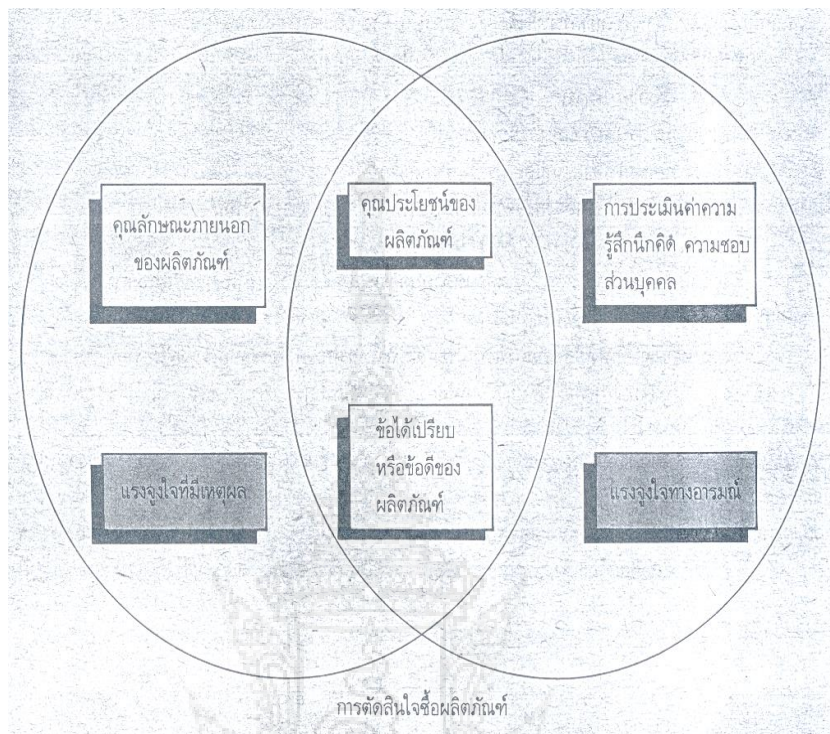 คุณลักษณะภายนอก
ของผลิตภัณฑ์
คุณประโยชน์ของ
ผลิตภัณฑ์
การประเมินค่าความ
รู้สึกนึกคิด ความชอบ
ส่วนบุคคล
แรงจูงใจที่มีเหตุผล
ข้อได้เปรียบ
หรือข้อดีของ
ผลิตภัณฑ์
แรงจูงใจทางอารมณ์
การตัดสินใจซื้อผลิตภัณฑ์